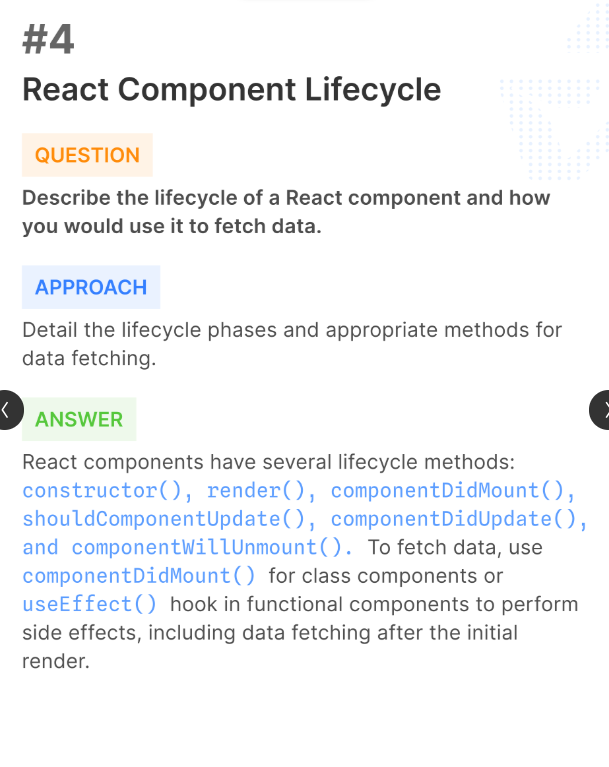 #4
React Component Lifecycle
QUESTION
Describe the lifecycle of a React component and how
you would use it to fetch data.
APPROACH
Detail the lifecycle phases and appropriate methods for
data fetching.
ANSWER
React components have several lifecycle methods:
constructor(), render(), componentDidMount(),
shouldComponentUpdate(), componentDidUpdate(),
and componentWillUnmount(). To fetch data, use
componentDidMount() for class components or
useEffect() hook in functional components to perform
side effects, including data fetching after the initial
render.